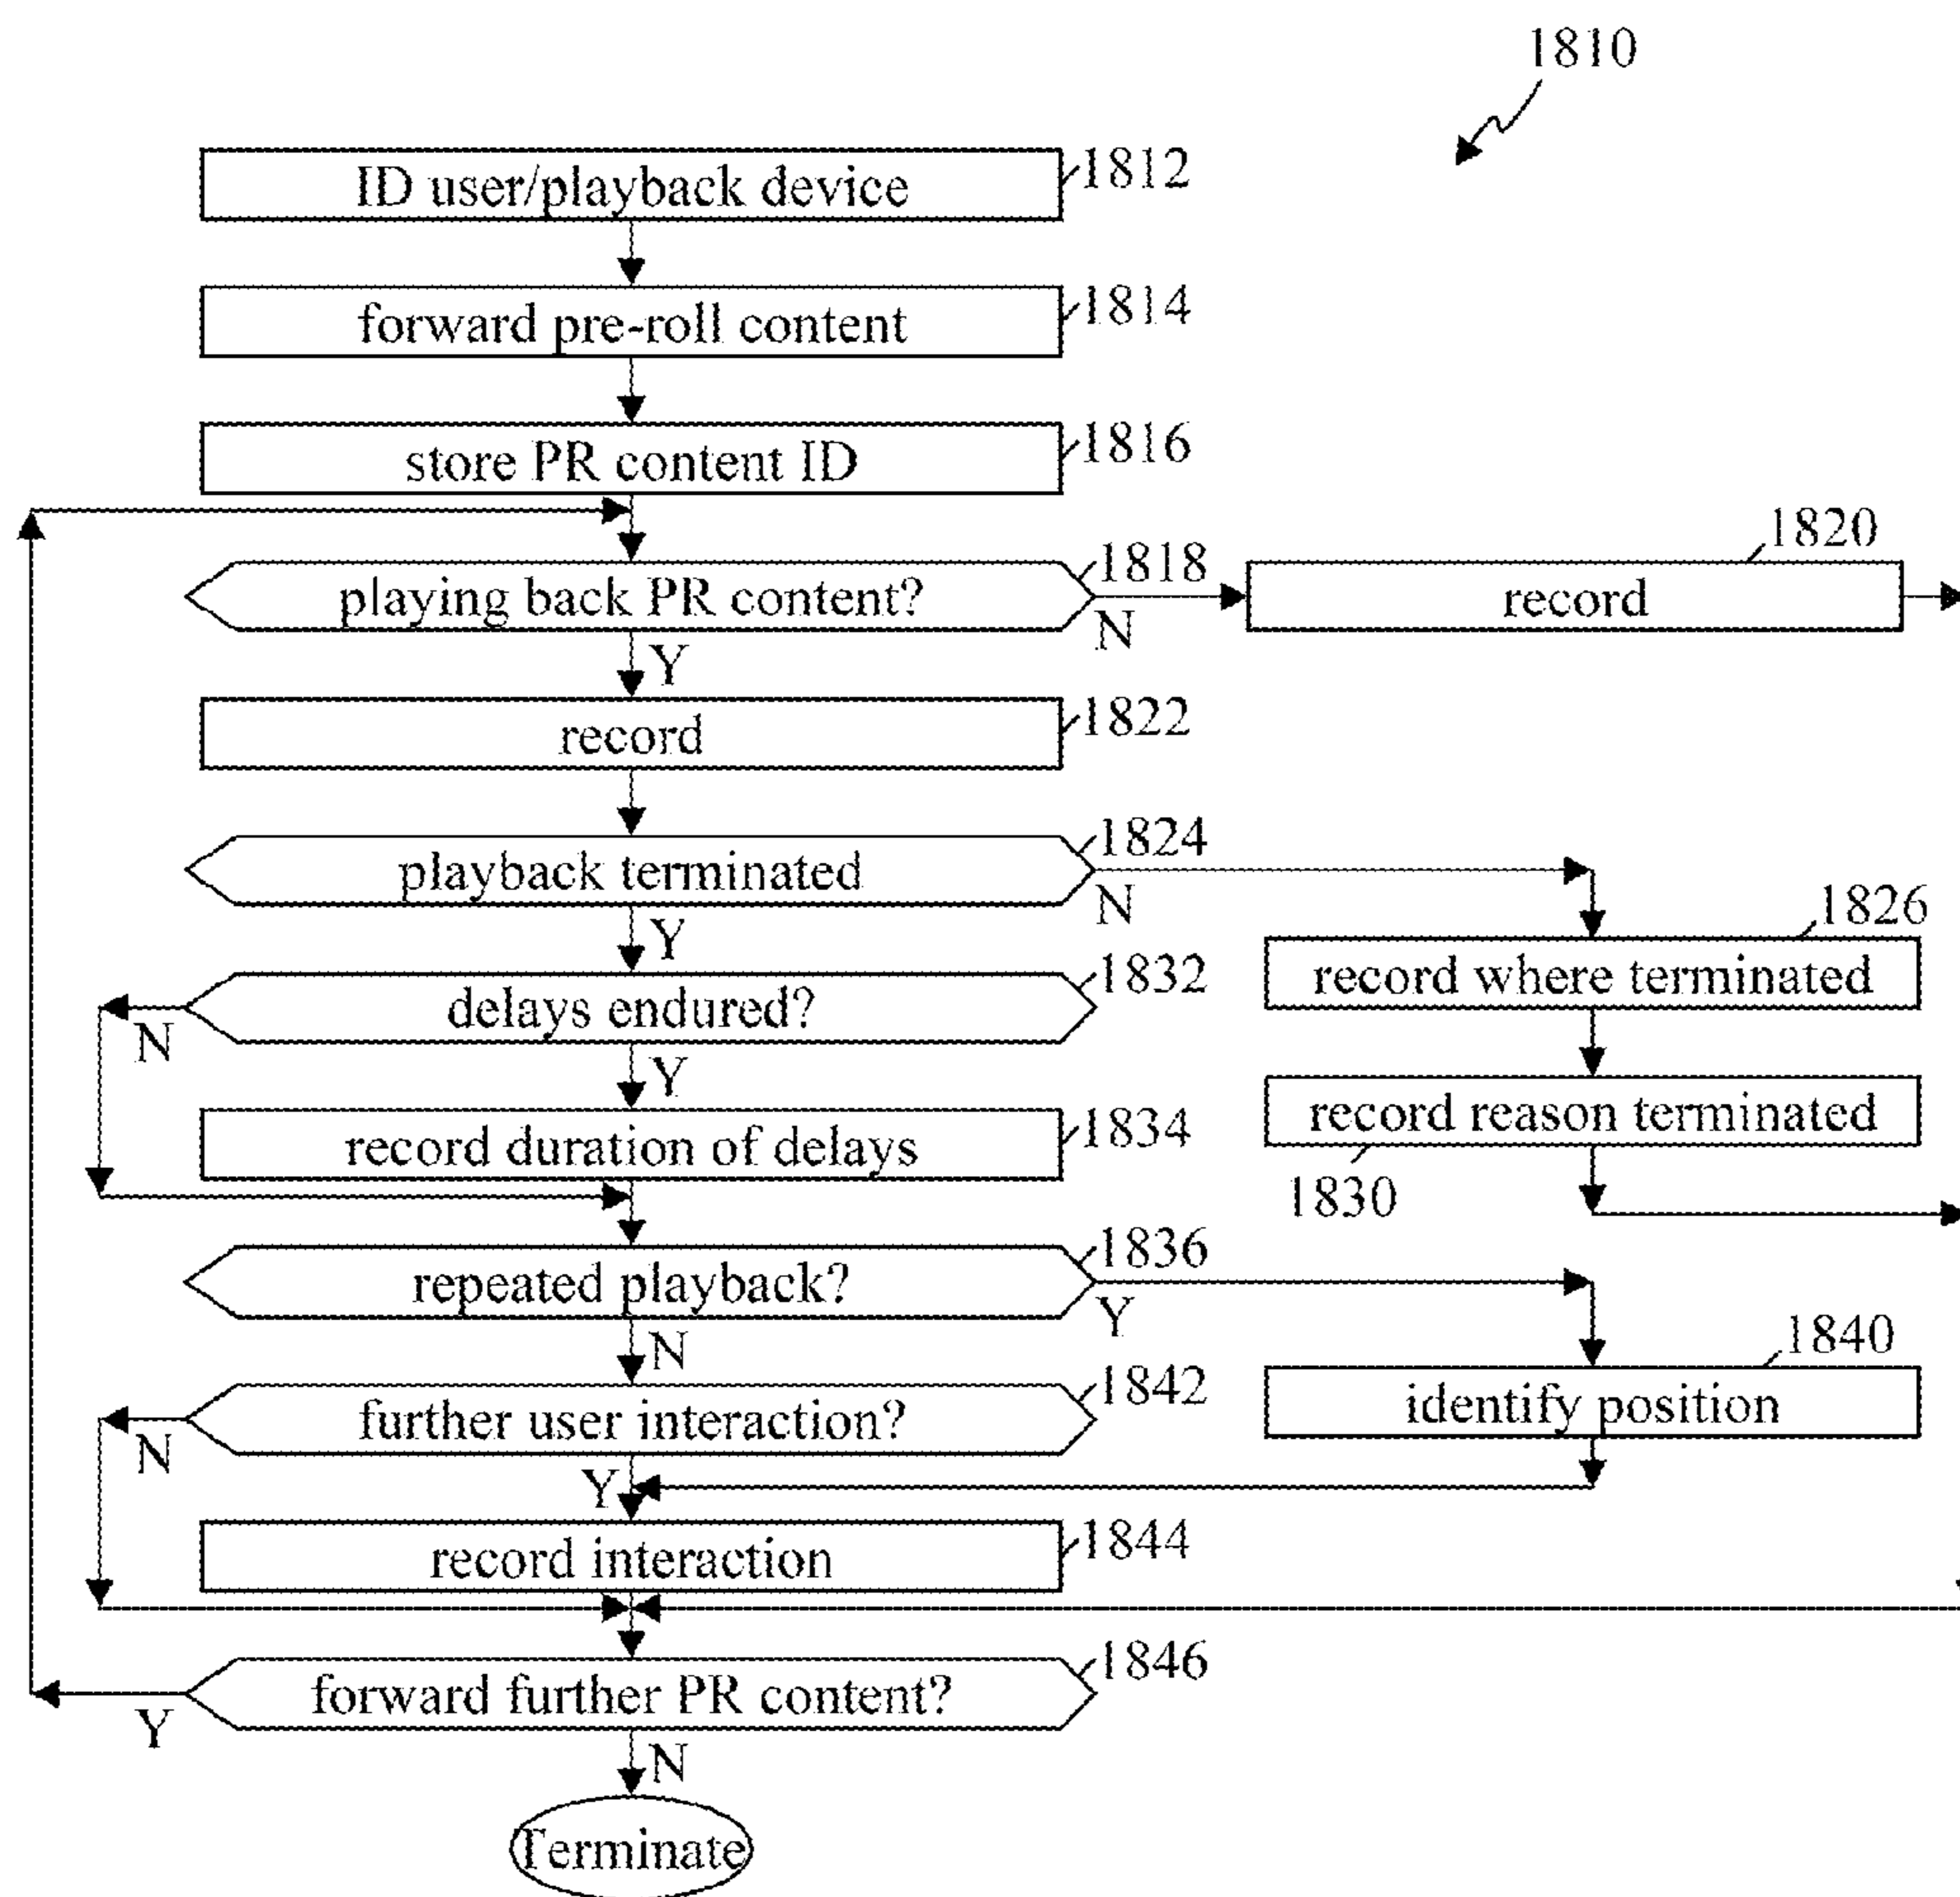 1810
ID user/playback device
1812
forward pre-roll content
1814
store PR content ID
1816
playing back PR content?
1818
N
record
1820
Y
record
1822
playback terminated
1824
N
Y
record where terminated
1826
delays endured?
1832
N
Y
record reason terminated
1830
record duration of delays
1834
repeated playback?
1836
Y
N
identify position
1840
further user interaction?
1842
N
Y
record interaction
1844
forward further PR content?
1846
Y
N
Terminate